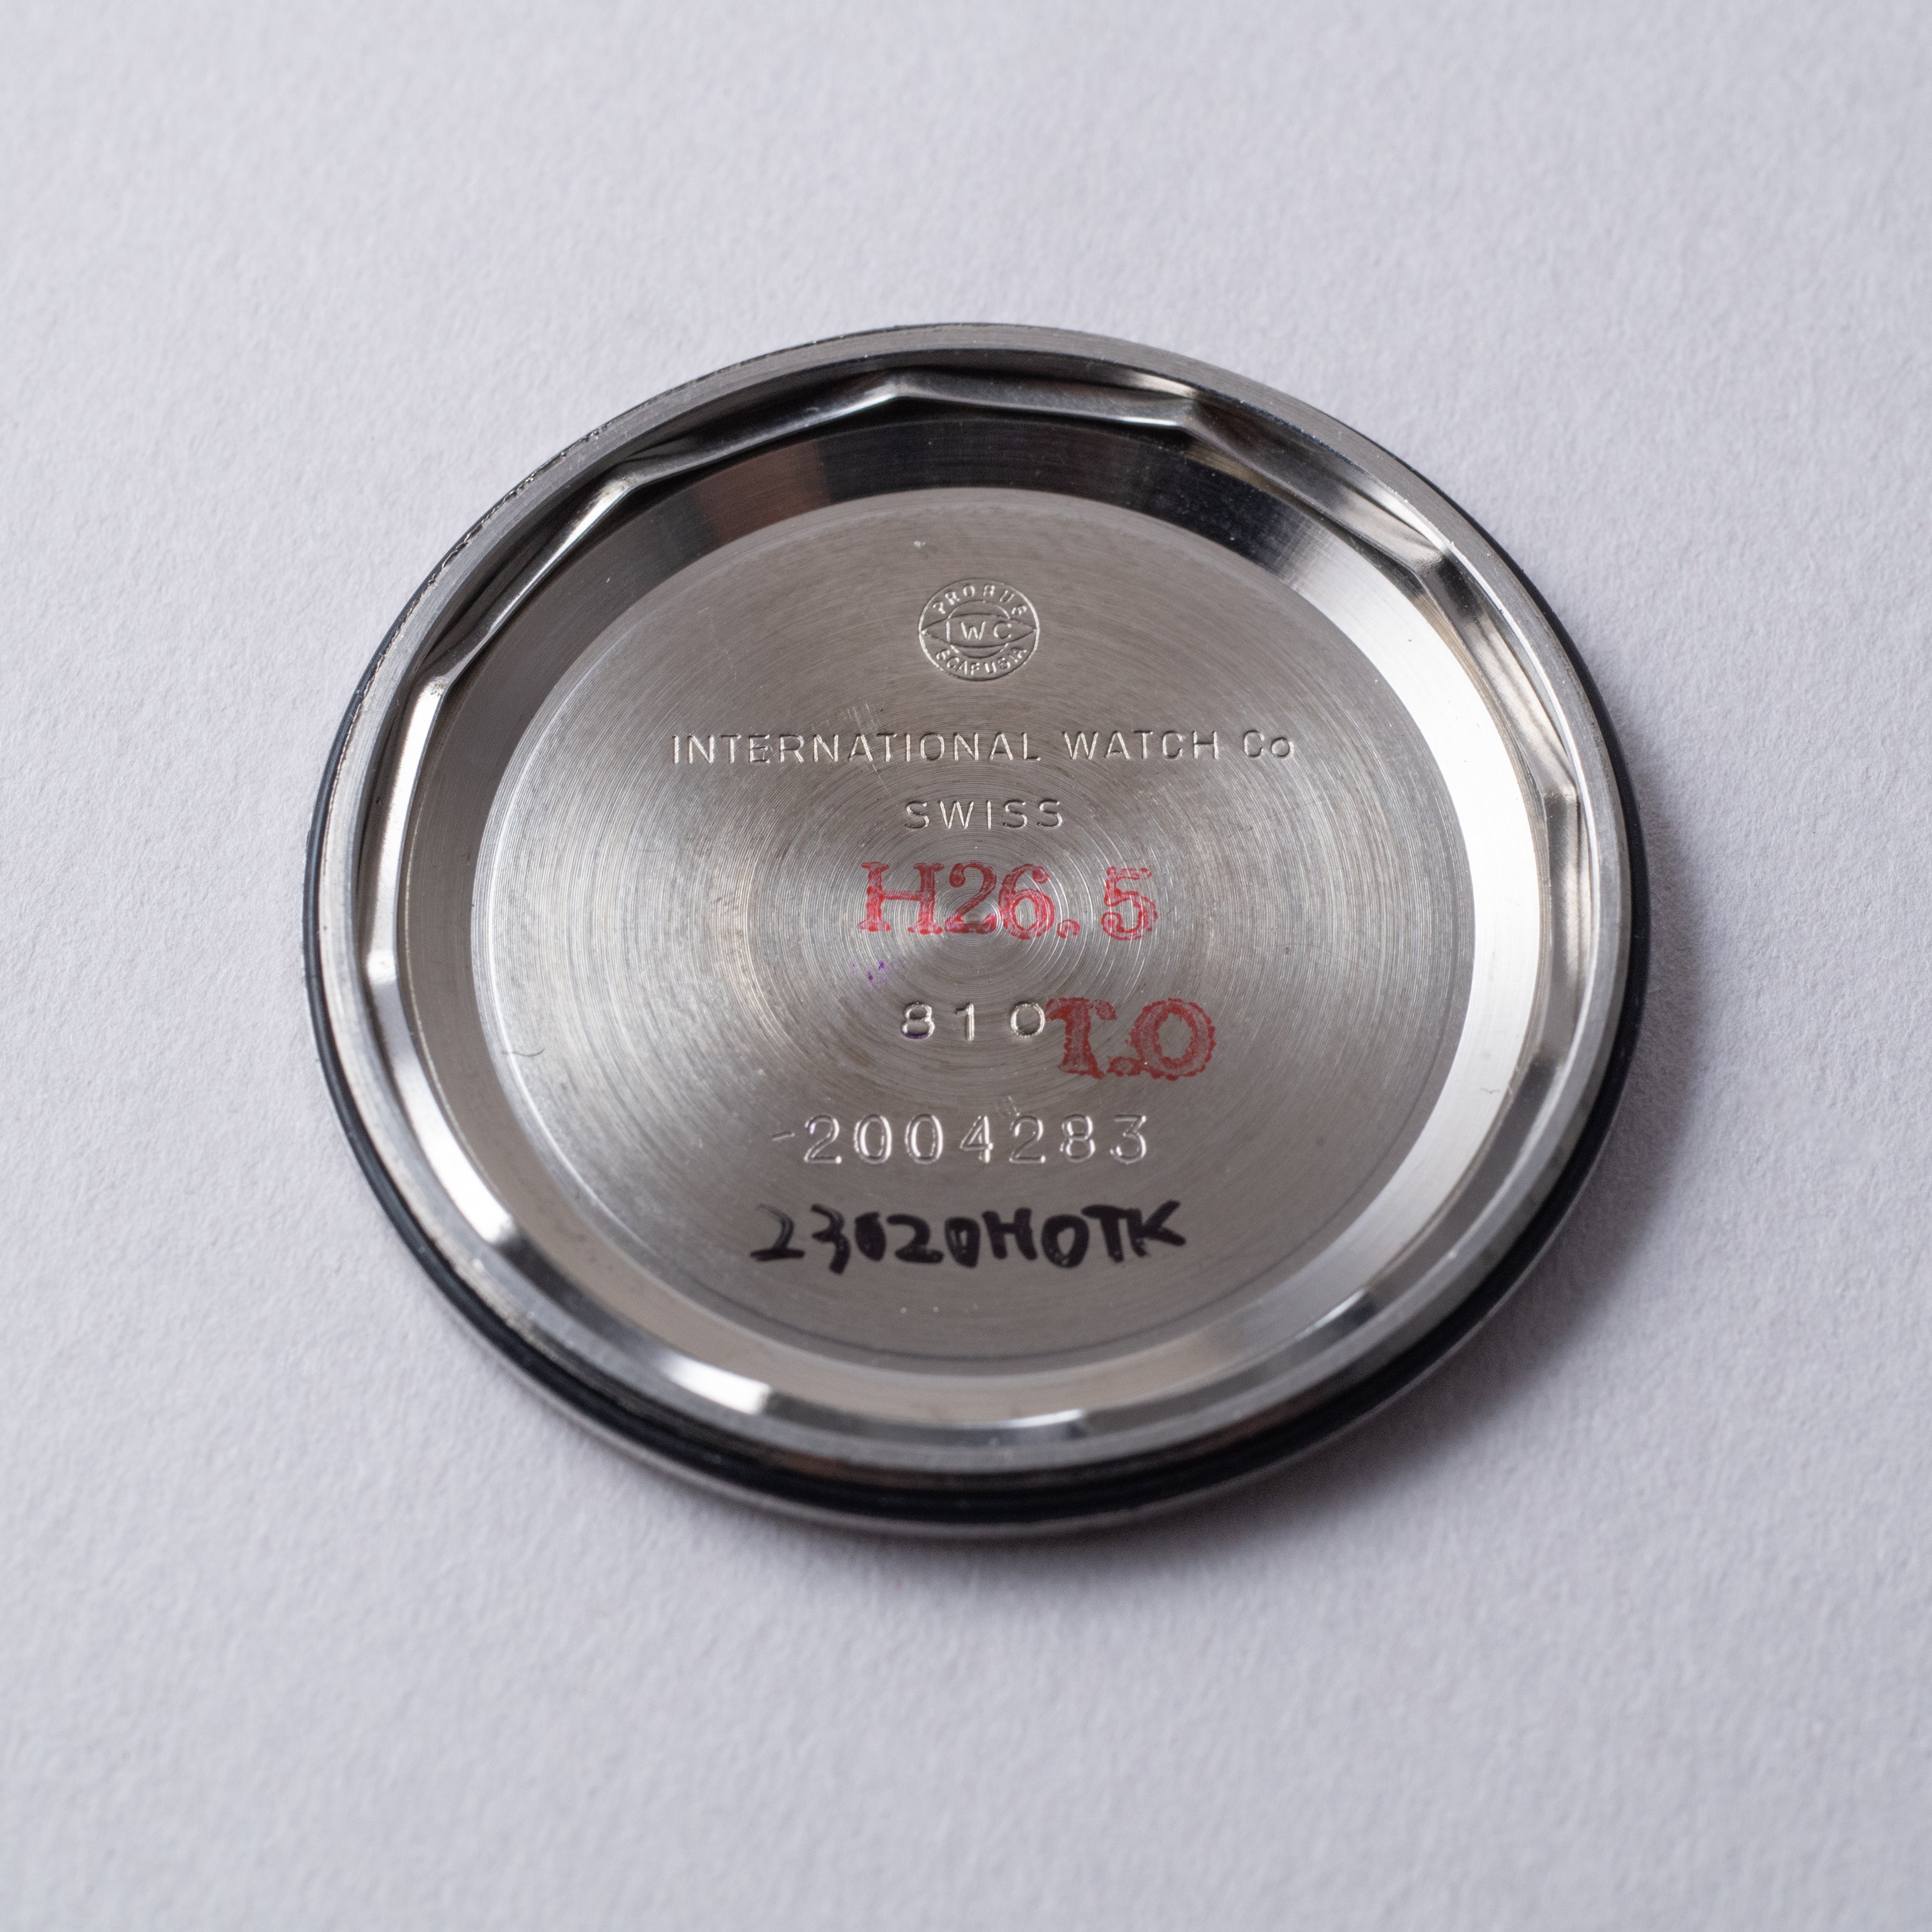 PROBUS
IWC
SCAFUSIA
INTERNATIONAL WATCH Co
SWISS
H26.5
810 T.O
-2004283
23020HOTK